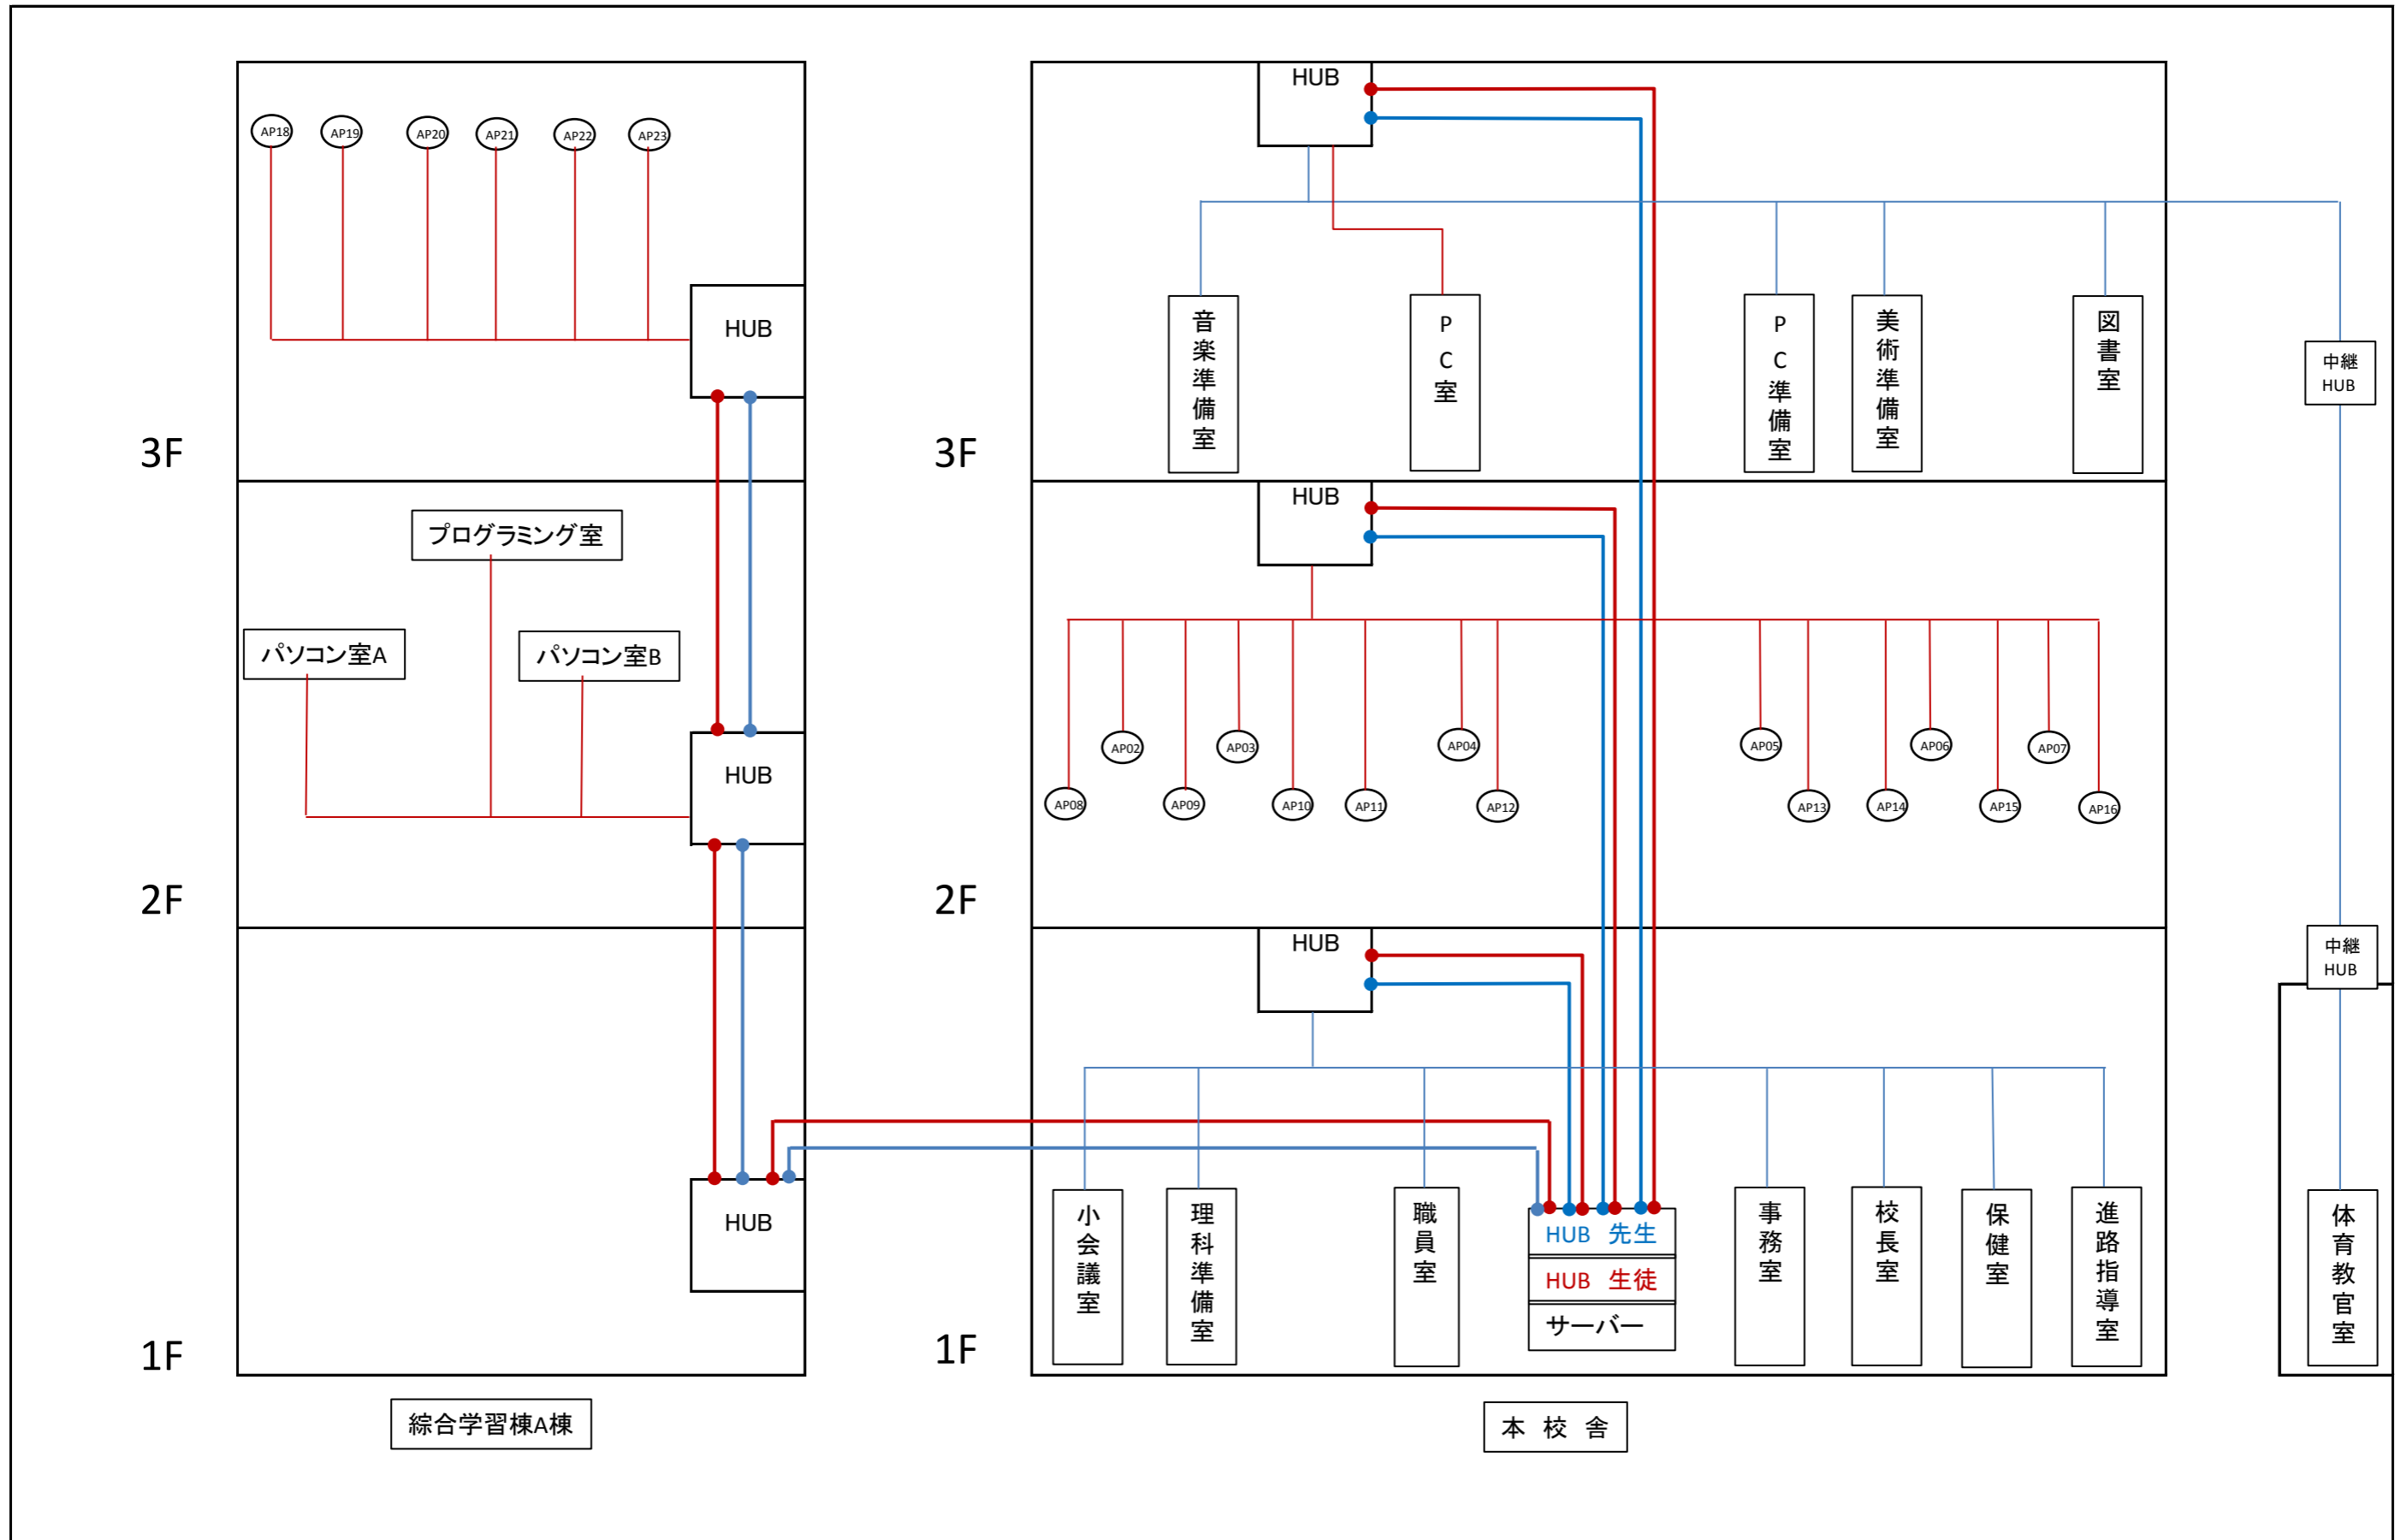 HUB
AP18
AP19
AP20
AP21
AP22
AP23
HUB
3F
プログラミング室
パソコン室A
パソコン室B
HUB
2F
HUB
1F
綜合学習棟A棟
HUB
音楽準備室
PC室
PC準備室
美術準備室
図書室
中継
HUB
3F
HUB
AP02
AP03
AP04
AP05
AP06
AP07
AP08
AP09
AP10
AP11
AP12
AP13
AP14
AP15
AP16
2F
中継
HUB
小会議室
理科準備室
職員室
HUB 先生
HUB 生徒
サーバー
事務室
校長室
保健室
進路指導室
体育教官室
1F
本 校 舎